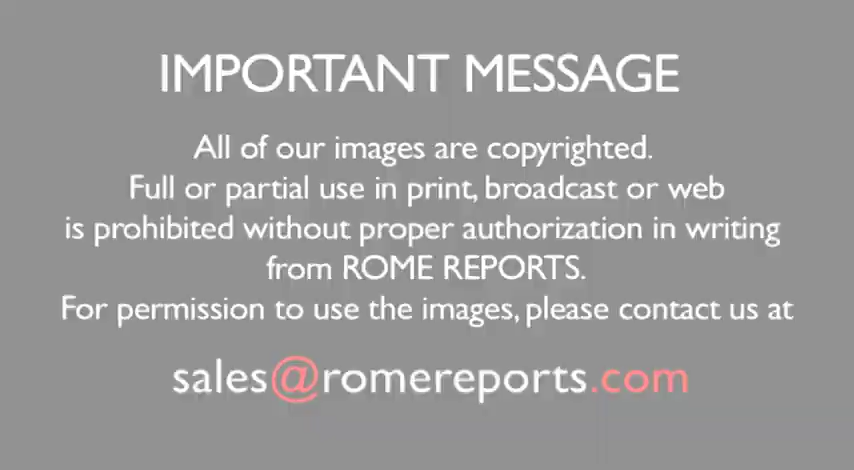 IMPORTANT MESSAGE
All of our images are copyrighted.
Full or partial use in print, broadcast or web
is prohibited without proper authorization in writing
from ROME REPORTS.
For permission to use the images, please contact us at
sales@romereports.com